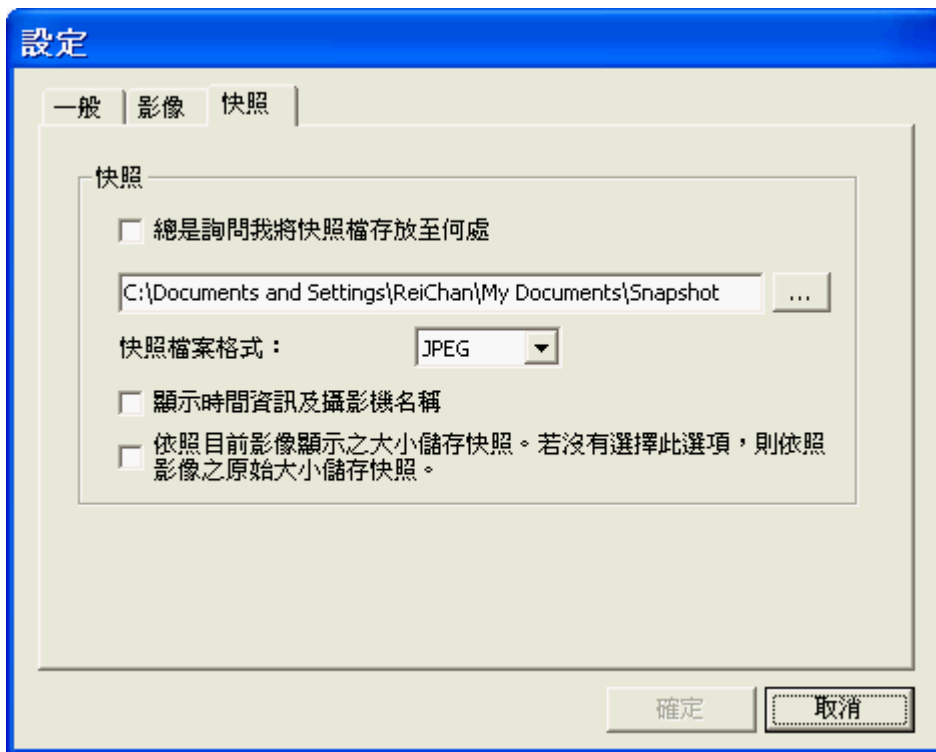 設定
一般 影像 快照
快照
總是詢問我將快照檔存放至何處
C:\Documents and Settings\ReiChan\My Documents\Snapshot ...
快照檔案格式： JPEG
顯示時間資訊及攝影機名稱
依照目前影像顯示之大小儲存快照。若沒有選擇此選項，則依照
影像之原始大小儲存快照。
確定 取消